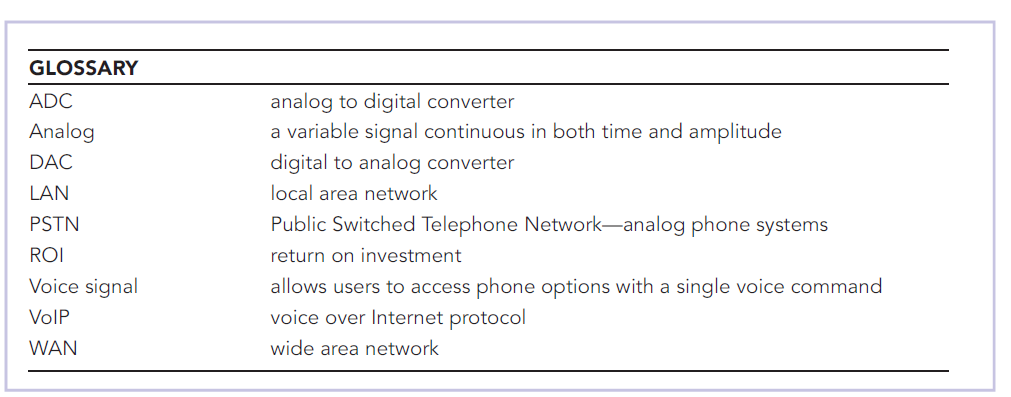 GLOSSARY
ADC analog to digital converter
Analog a variable signal continuous in both time and amplitude
DAC digital to analog converter
LAN local area network
PSTN Public Switched Telephone Network—analog phone systems
ROI return on investment
Voice signal allows users to access phone options with a single voice command
VoIP voice over Internet protocol
WAN wide area network